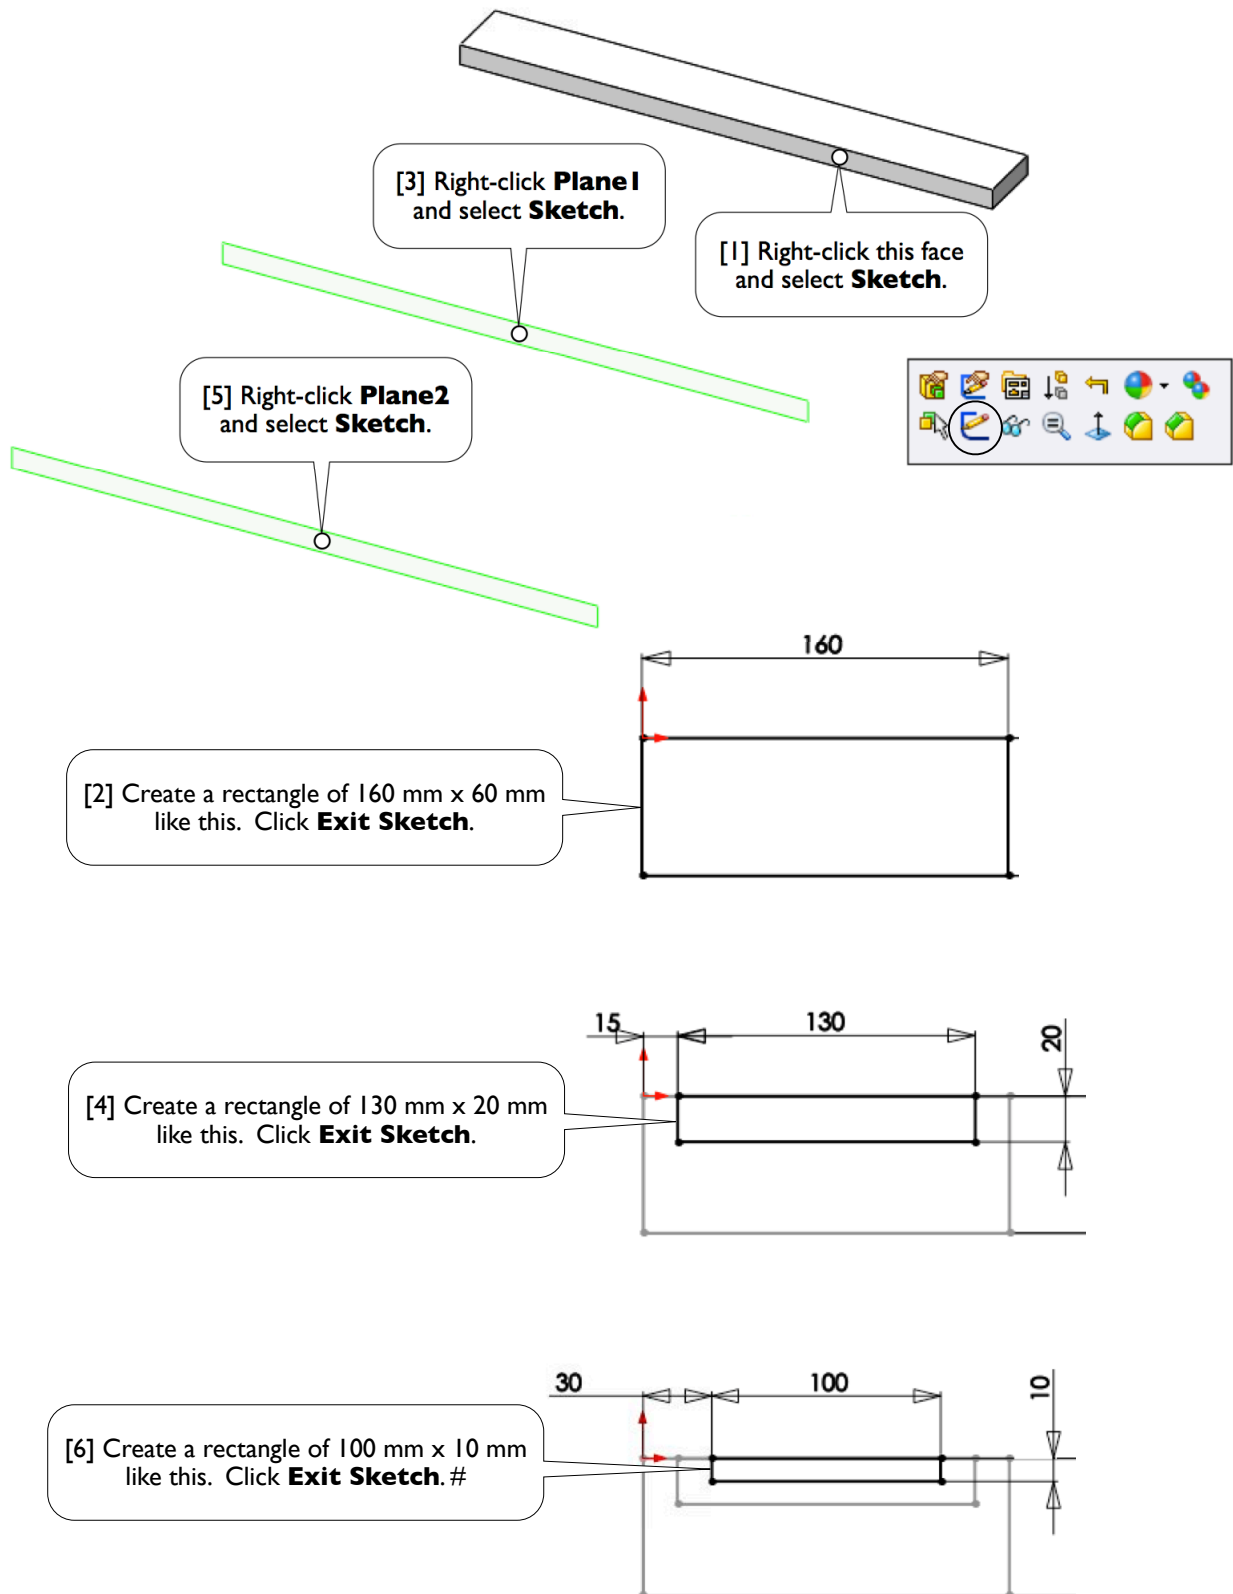 [3] Right-click Plane1
and select Sketch.
[1] Right-click this face
and select Sketch.
[5] Right-click Plane2
and select Sketch.
160
[2] Create a rectangle of 160 mm x 60 mm
like this.  Click Exit Sketch.
15
130
20
[4] Create a rectangle of 130 mm x 20 mm
like this.  Click Exit Sketch.
30
100
10
[6] Create a rectangle of 100 mm x 10 mm
like this.  Click Exit Sketch. #